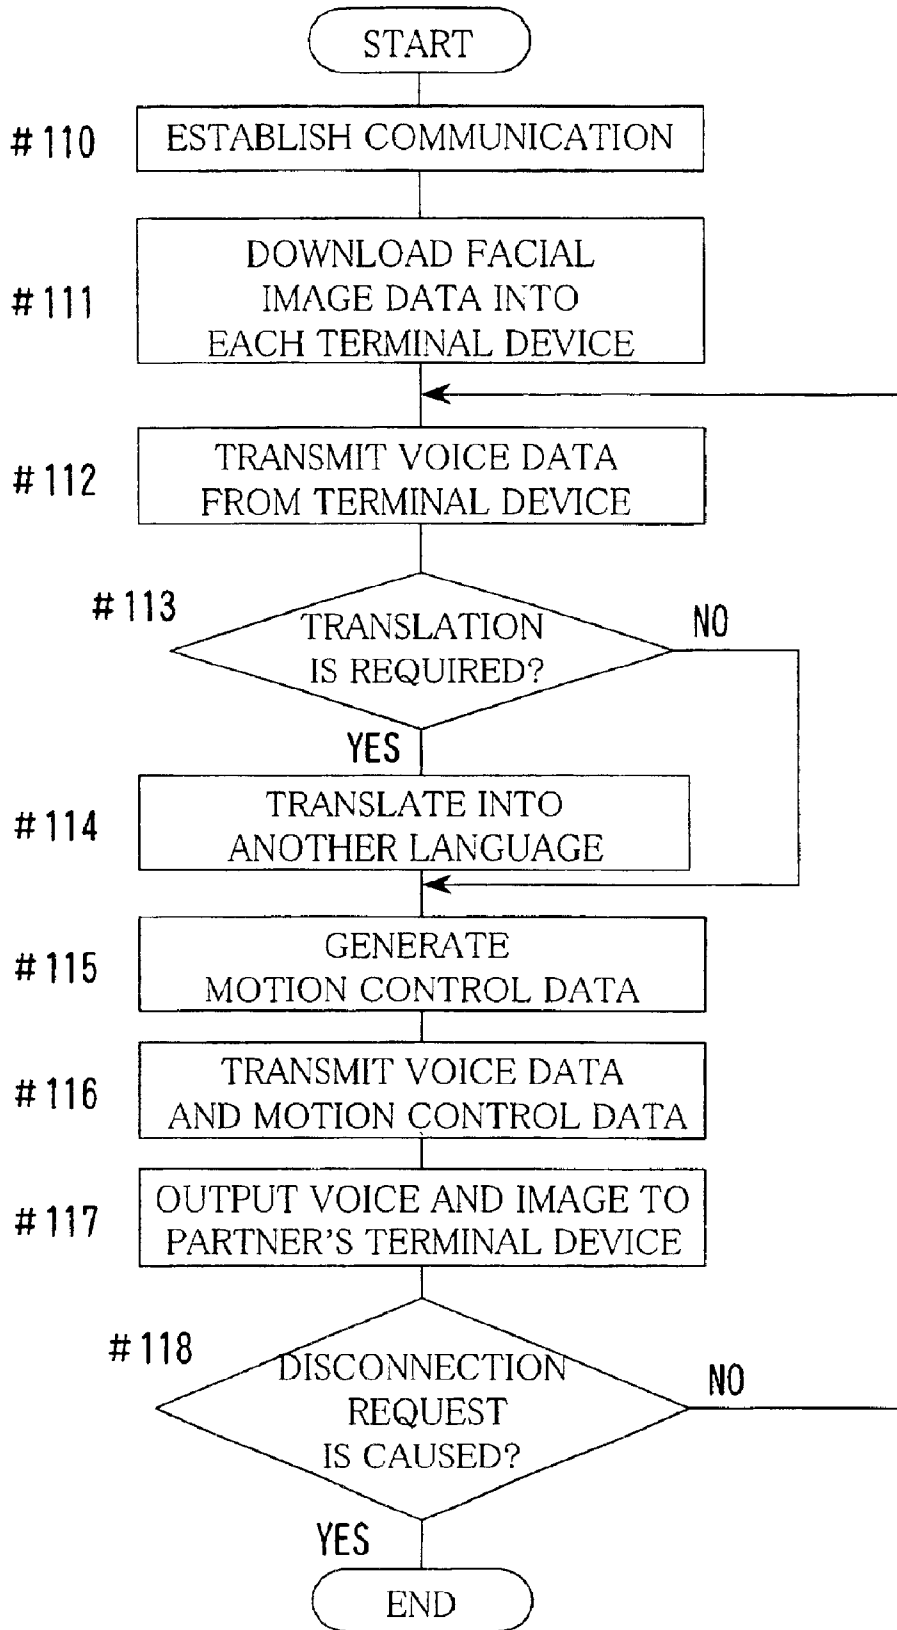 START
#110
ESTABLISH COMMUNICATION
#111
DOWNLOAD FACIAL
IMAGE DATA INTO
EACH TERMINAL DEVICE
#112
TRANSMIT VOICE DATA
FROM TERMINAL DEVICE
#113
TRANSLATION
IS REQUIRED?
NO
YES
#114
TRANSLATE INTO
ANOTHER LANGUAGE
#115
GENERATE
MOTION CONTROL DATA
#116
TRANSMIT VOICE DATA
AND MOTION CONTROL DATA
#117
OUTPUT VOICE AND IMAGE TO
PARTNER'S TERMINAL DEVICE
#118
DISCONNECTION
REQUEST
IS CAUSED?
NO
YES
END